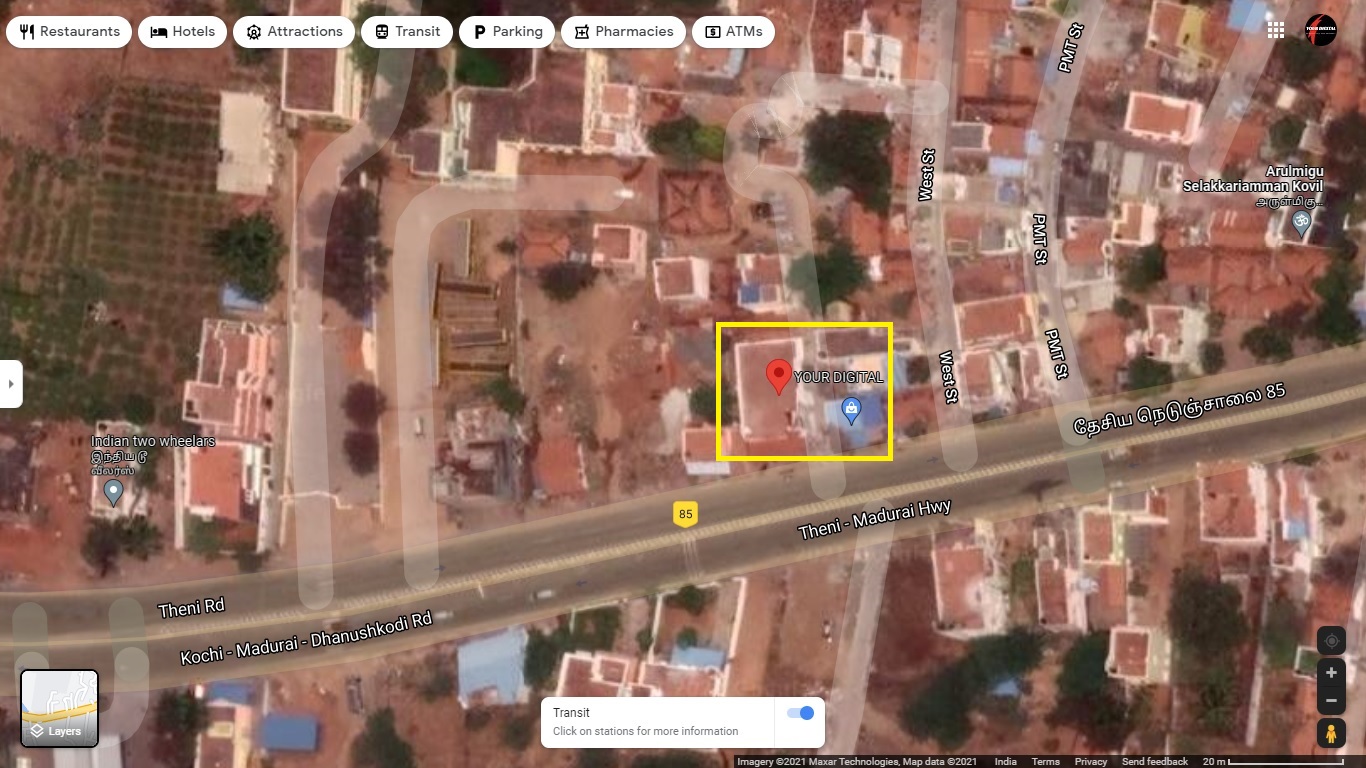 Restaurants
Hotels
Attractions
Transit
Parking
Pharmacies
ATMs
PMT St
West St
Arulmigu
Selakkariamman Kovil
அருள்மிகு...
PMT St
PMT St
West St
YOUR DIGITAL
தேசிய நெடுஞ்சாலை 85
Indian two wheelars
இந்திய டூ
வீலர்ஸ்
85
Theni - Madurai Hwy
Theni Rd
Kochi - Madurai - Dhanushkodi Rd
Layers
Transit
Click on stations for more information
Imagery ©2021 Maxar Technologies, Map data ©2021 India Terms Privacy Send feedback 20 m